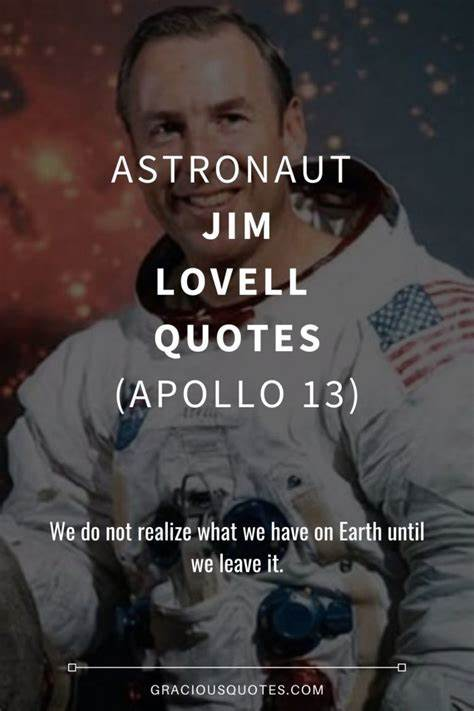 ASTRONAUT
JIM
LOVELL
QUOTES
(APOLLO 13)
We do not realize what we have on Earth until
we leave it.
GRACIOUSQUOTES.COM